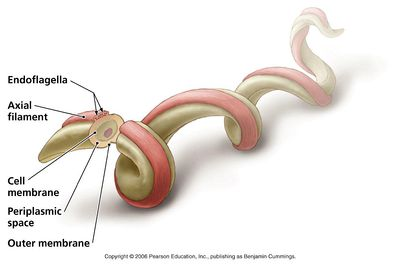 Endoflagella
Axial
filament
Cell
membrane
Periplasmic
space
Outer membrane
Copyright © 2006 Pearson Education, Inc., publishing as Benjamin Cummings.